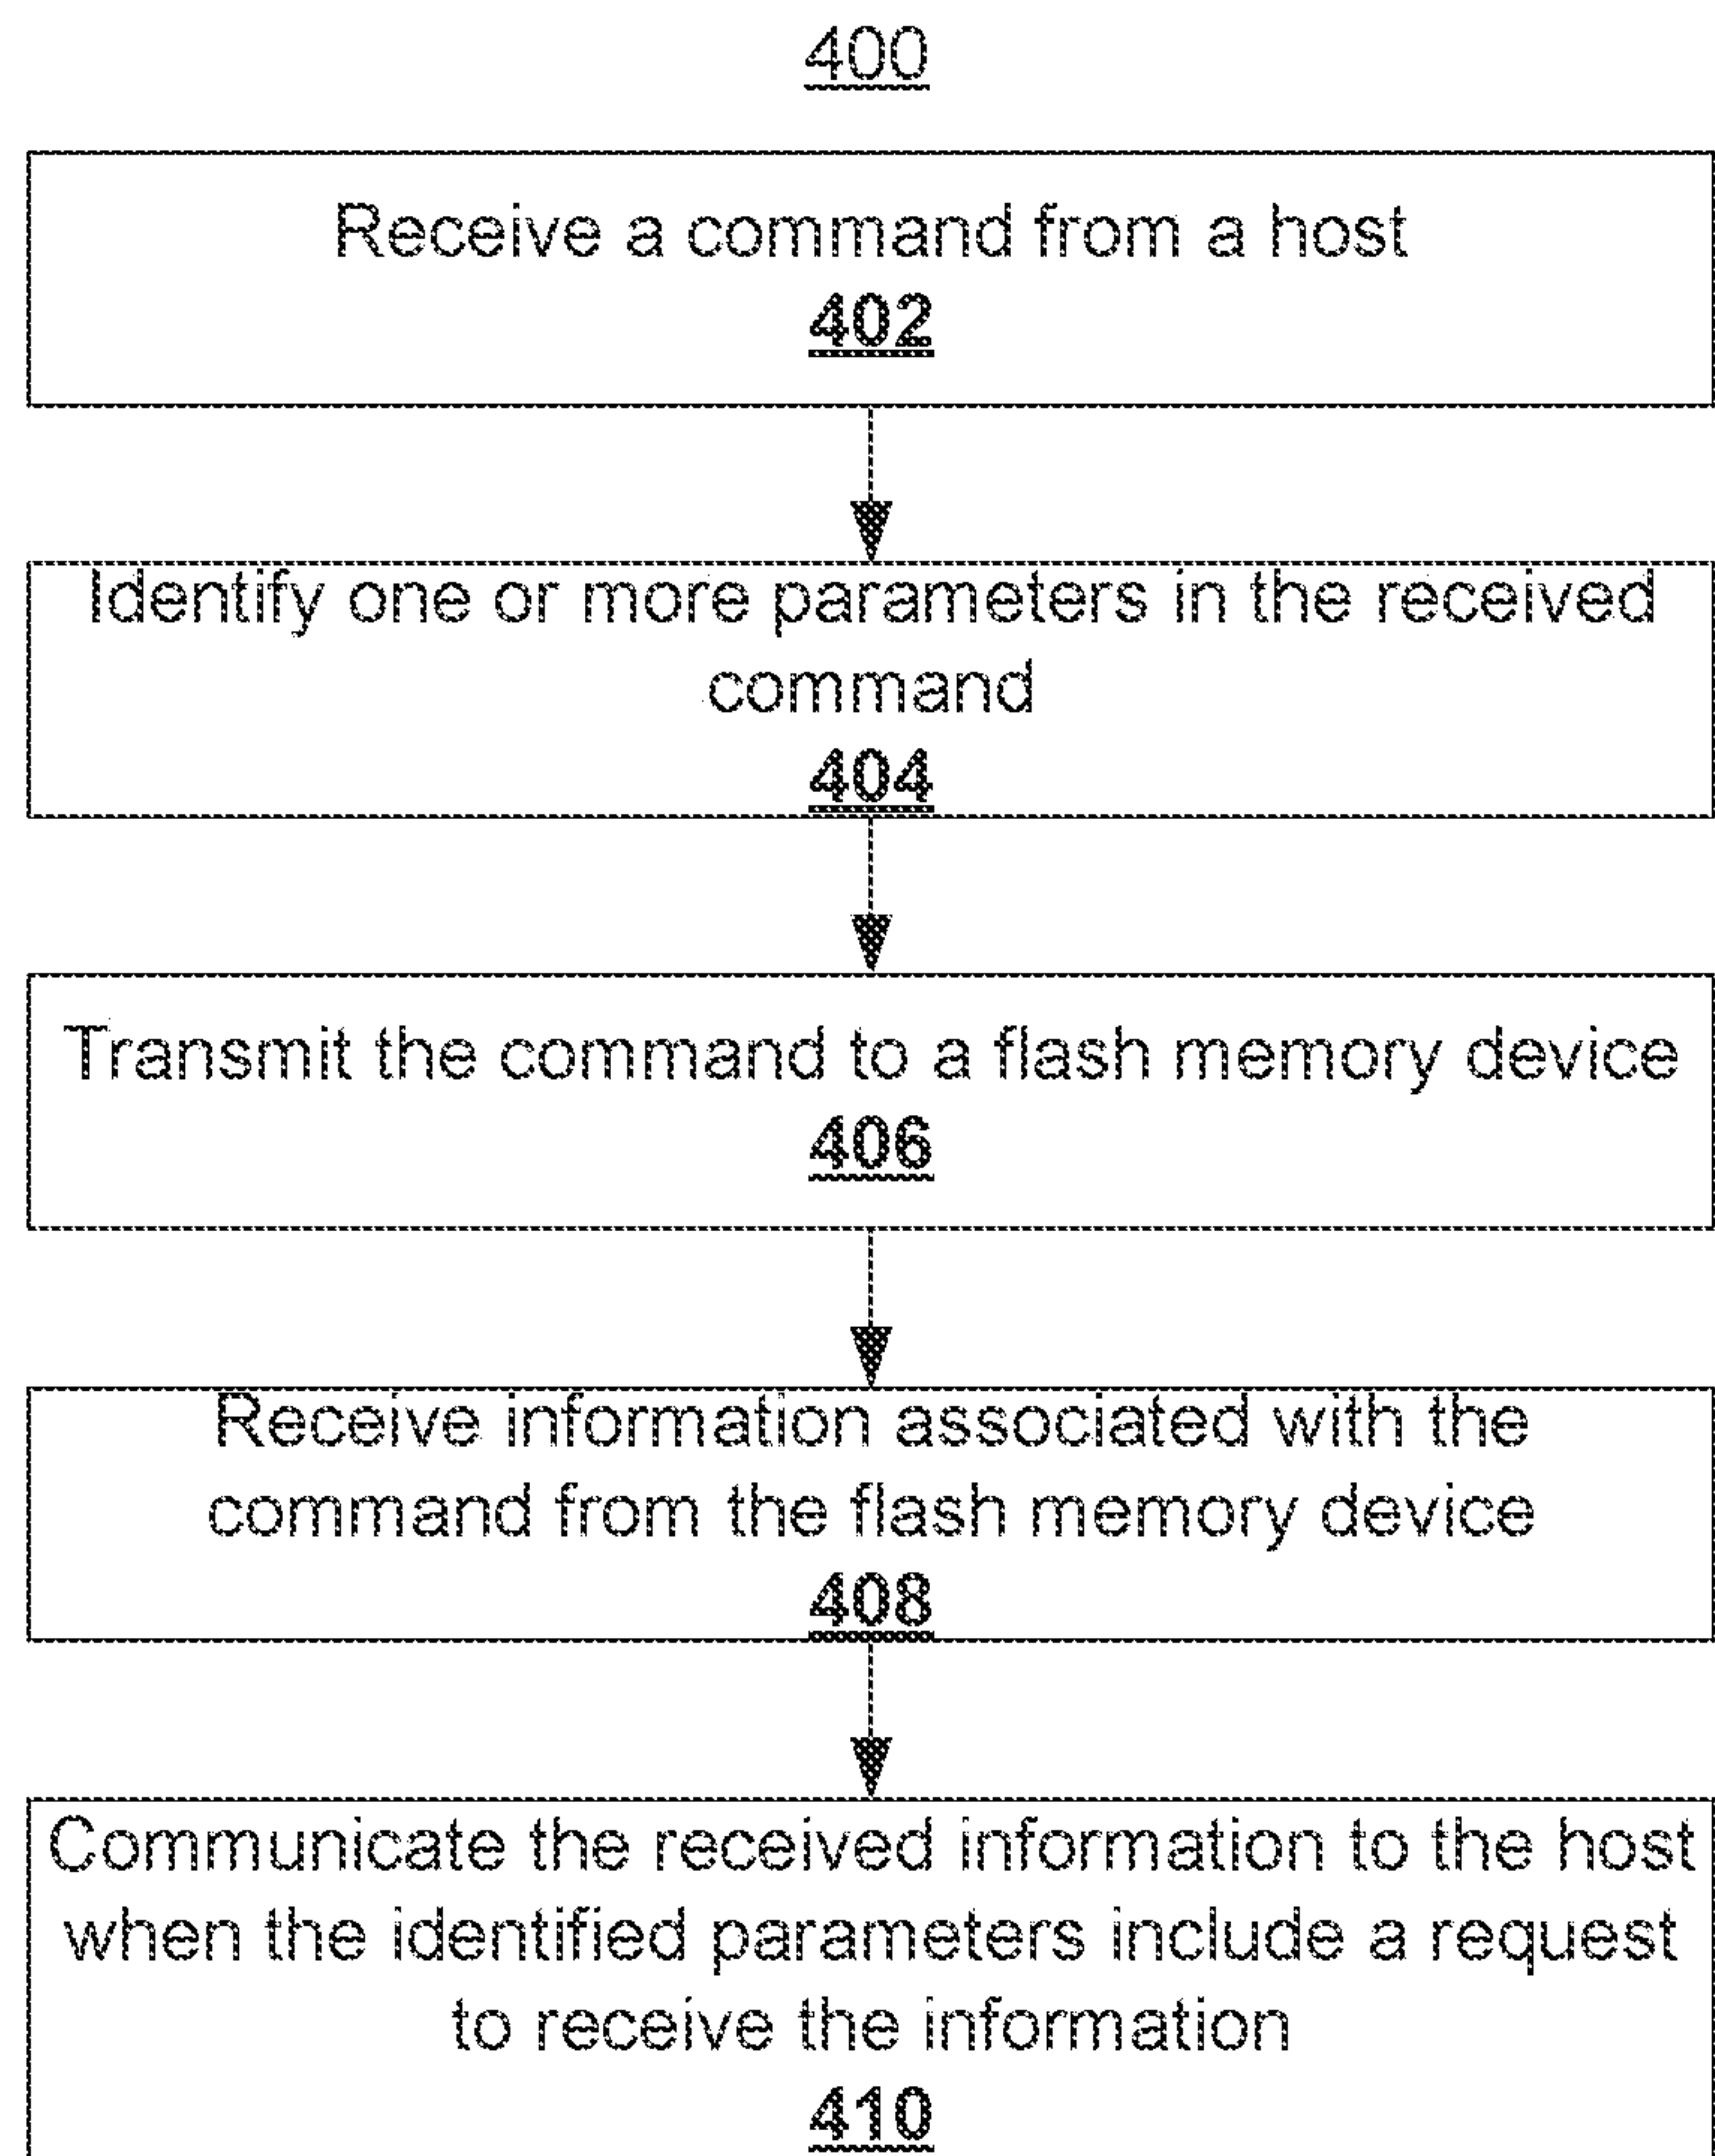 400
Receive a command from a host
402
Identify one or more parameters in the received
command
404
Transmit the command to a flash memory device
406
Receive information associated with the
command from the flash memory device
408
Communicate the received information to the host
when the identified parameters include a request
to receive the information
410